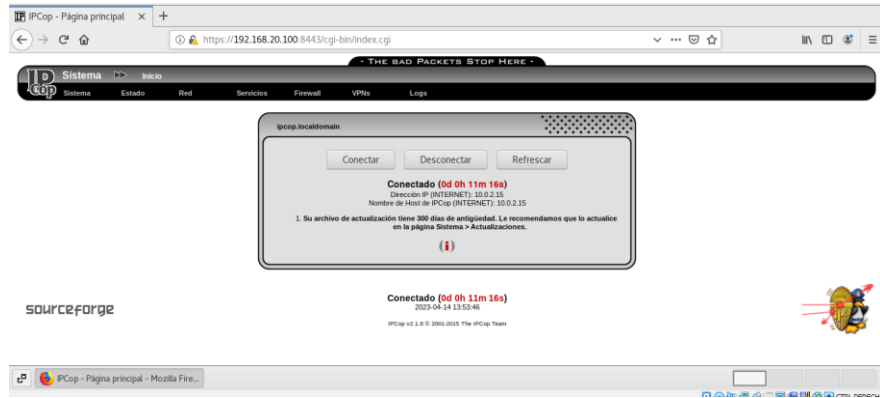 IPCop - Página principal
https://192.168.20.100:8443/cgi-bin/index.cgi
- THE BAD PACKETS STOP HERE -
IPCop
Sistema Inicio
Sistema Estado Red Servicios Firewall VPNs Logs
ipcop.localdomain
Conectar Desconectar Refrescar
Conectado (0d 0h 11m 16s)
Dirección IP (INTERNET): 10.0.2.15
Nombre de Host de IPCop (INTERNET): 10.0.2.15
1. Su archivo de actualización tiene 300 días de antigüedad. Le recomendamos que lo actualice
en la página Sistema > Actualizaciones.
(i)
Conectado (0d 0h 11m 16s)
2023-04-14 13:53:46
sourceforge
IPCop v2.1.8 © 2001-2015 The IPCop Team
IPCop - Página principal - Mozilla Fire...
CTRL DERECH